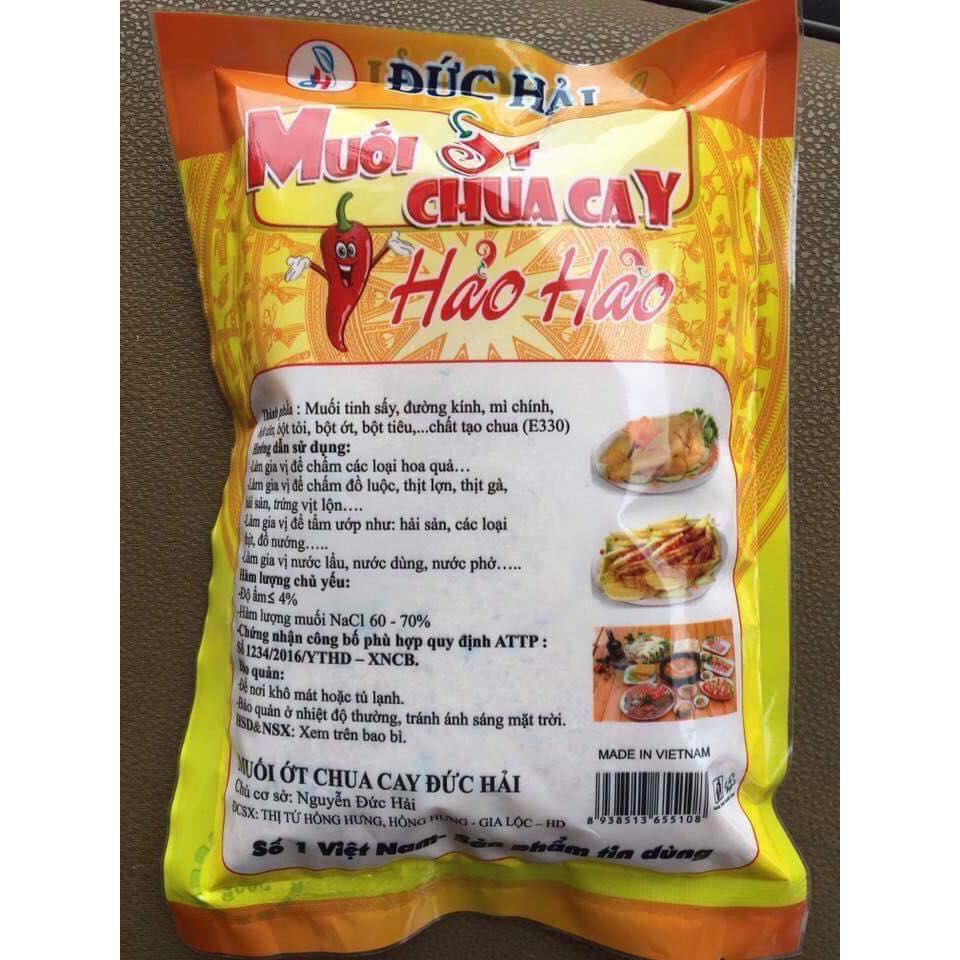 ĐỨC HẢI
MUỐI ỚT
CHUA CAY
Hảo Hảo
Thành phần : Muối tinh sấy, đường kính, mì chính,
bột tỏi, bột ớt, bột tiêu,...chất tạo chua (E330)
Hướng dẫn sử dụng:
-Làm gia vị để chấm các loại hoa quả…
-Làm gia vị để chấm đồ luộc, thịt lợn, thịt gà,
hải sản, trứng vịt lộn….
-Làm gia vị để tẩm ướp như: hải sản, các loại
thịt, đồ nướng…..
-Làm gia vị nước lẩu, nước dùng, nước phở…..
Hàm lượng chủ yếu:
-Độ ẩm≤ 4%
-Hàm lượng muối NaCl 60 - 70%
-Chứng nhận công bố phù hợp quy định ATTP :
Số 1234/2016/YTHD – XNCB.
Bảo quản:
-Để nơi khô mát hoặc tủ lạnh.
-Bảo quản ở nhiệt độ thường, tránh ánh sáng mặt trời.
HSD&NSX: Xem trên bao bì.
MUỐI ỚT CHUA CAY ĐỨC HẢI
Chủ cơ sở: Nguyễn Đức Hải
ĐCSX: THỊ TỨ HỒNG HƯNG, HỒNG HƯNG - GIA LỘC – HD
Số 1 Việt Nam- Sản phẩm tin dùng
MADE IN VIETNAM
8 938513 655108